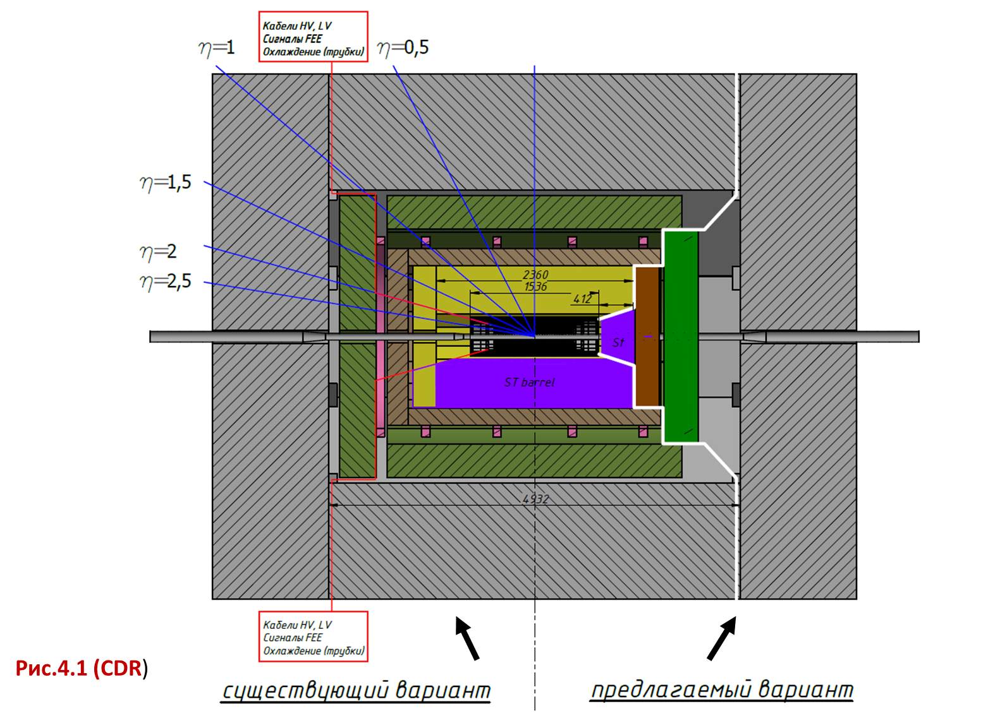 Кабели HV, LV
Сигналы FEE
Охлаждение (трубки)
η=1
η=0,5
η=1,5
η=2
η=2,5
2360
1536
412
St
ST barrel
4932
Кабели HV, LV
Сигналы FEE
Охлаждение (трубки)
Рис.4.1 (CDR)
существующий вариант
предлагаемый вариант